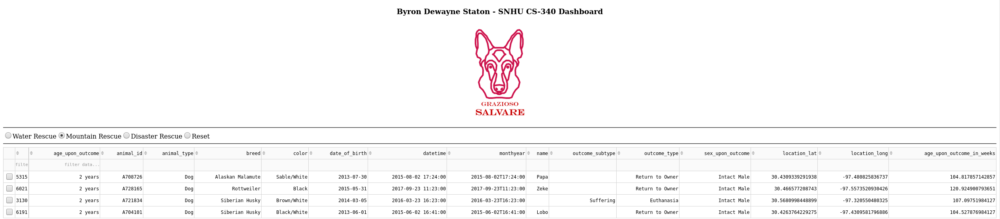 Byron Dewayne Staton - SNHU CS-340 Dashboard
GRAZIOSO
SALVARE
Water Rescue Mountain Rescue Disaster Rescue Reset
age_upon_outcome animal_id animal_type breed color date_of_birth datetime monthyear name outcome_subtype outcome_type sex_upon_outcome location_lat location_long age_upon_outcome_in_weeks
filte filter data...
5315 2 years A708726 Dog Alaskan Malamute Sable/White 2013-07-30 2015-08-02 17:24:00 2015-08-02T17:24:00 Papa Return to Owner Intact Male 30.4309339291938 -97.480825836737 104.817857142857
6021 2 years A728165 Dog Rottweiler Black 2015-05-31 2017-09-23 11:23:00 2017-09-23T11:23:00 Zeke Return to Owner Intact Male 30.466577208743 -97.5573520930426 120.924900793651
3130 2 years A721834 Dog Siberian Husky Brown/White 2014-03-05 2016-03-23 16:23:00 2016-03-23T16:23:00 Suffering Euthanasia Intact Male 30.5680998448899 -97.320550480325 107.09751984127
6191 2 years A704101 Dog Siberian Husky Black/White 2013-06-01 2015-06-02 16:41:00 2015-06-02T16:41:00 Lobo Return to Owner Intact Male 30.4263764229275 -97.4309581796886 104.527876984127